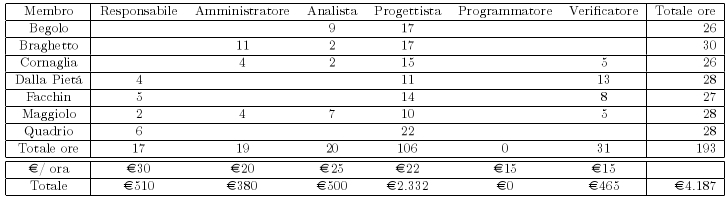 Membro Responsabile Amministratore Analista Progettista Programmatore Verificatore Totale ore
Begolo 9 17 26
Braghetto 11 2 17 30
Cornaglia 4 2 15 5 26
Dalla Pietá 4 11 13 28
Facchin 5 14 8 27
Maggiolo 2 4 7 10 5 28
Quadrio 6 22 28
Totale ore 17 19 20 106 0 31 193
€/ ora €30 €20 €25 €22 €15 €15
Totale €510 €380 €500 €2.332 €0 €465 €4.187